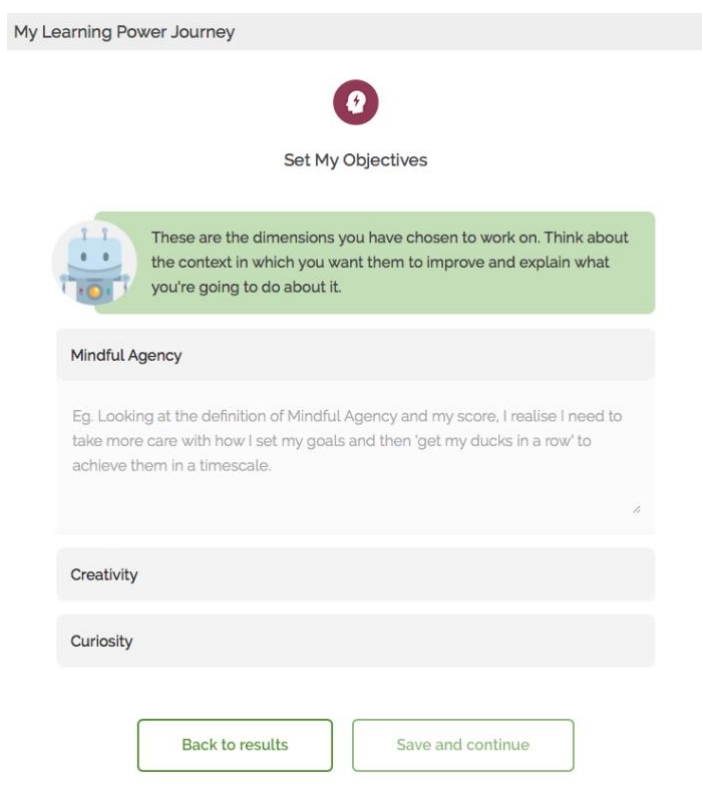 My Learning Power Journey
Set My Objectives
These are the dimensions you have chosen to work on. Think about
the context in which you want them to improve and explain what
you're going to do about it.
Mindful Agency
Eg. Looking at the definition of Mindful Agency and my score, I realise I need to
take more care with how I set my goals and then 'get my ducks in a row' to
achieve them in a timescale.
Creativity
Curiosity
Back to results
Save and continue